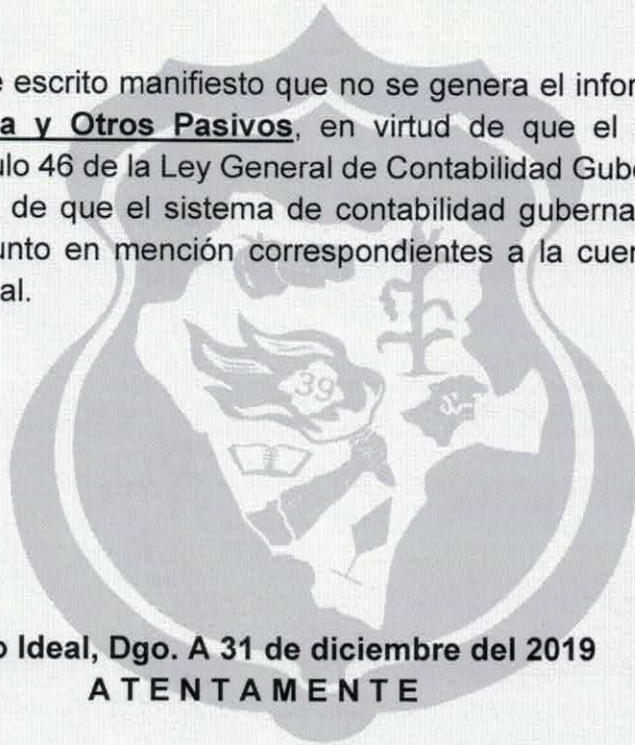 escrito manifiesto que no se genera el infor
a y Otros Pasivos, en virtud de que el
ulo 46 de la Ley General de Contabilidad Gube
de que el sistema de contabilidad guberna
unto en mención correspondientes a la cuen
al.
39
o Ideal, Dgo. A 31 de diciembre del 2019
A T E N T A M E N T E